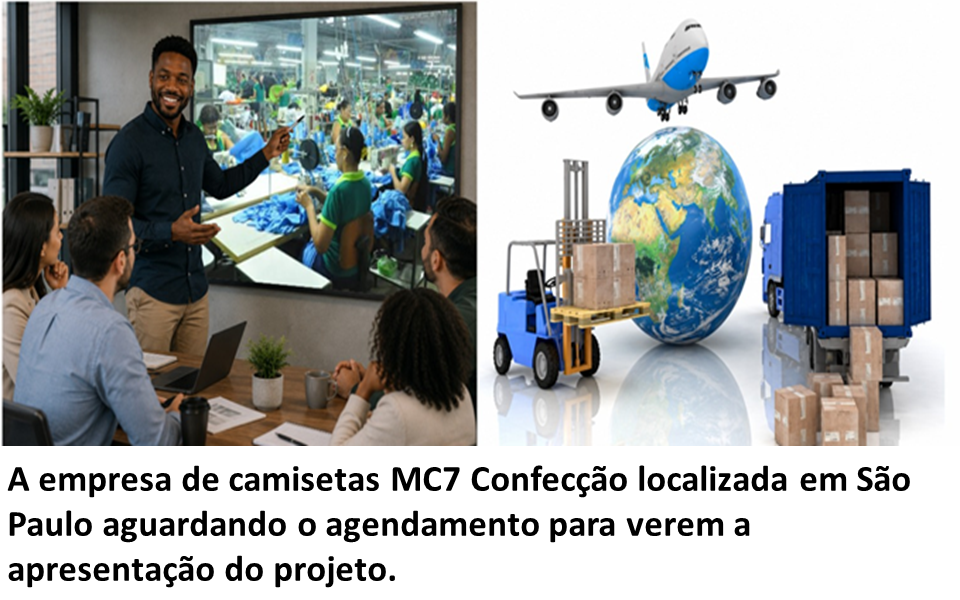 A empresa de camisetas MC7 Confecção localizada em São
Paulo aguardando o agendamento para verem a
apresentação do projeto.